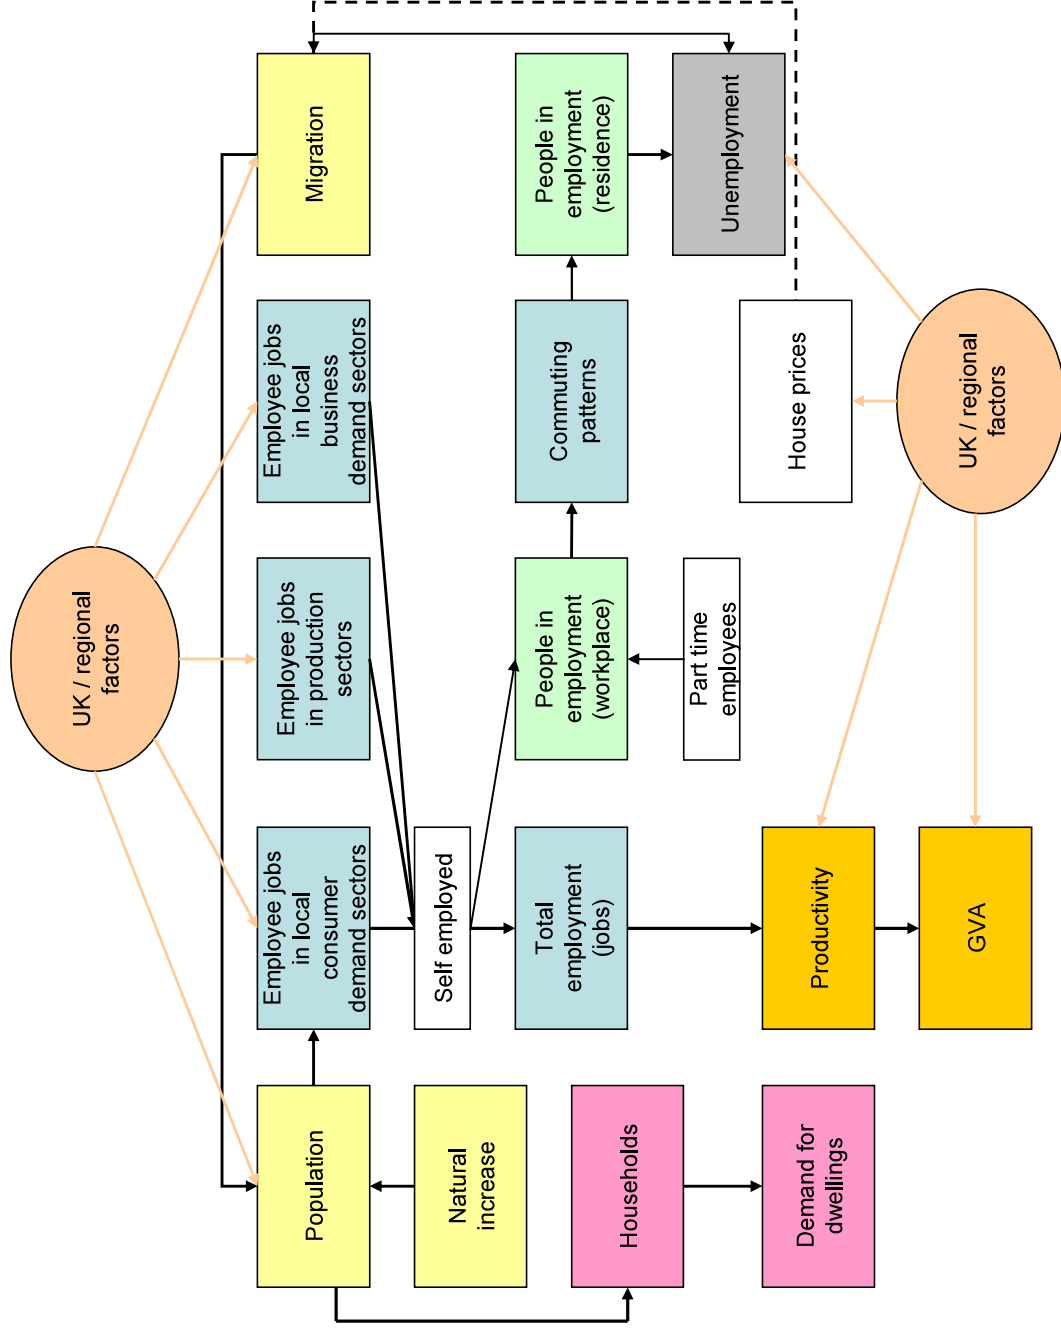 UK / regional
factors
Population
Employee jobs
in local
consumer
demand sectors
Employee jobs
in production
sectors
Employee jobs
in local
business
demand sectors
Migration
Natural
increase
Self employed
Households
Total
employment
(jobs)
People in
employment
(workplace)
Commuting
patterns
People in
employment
(residence)
Part time
employees
Unemployment
Demand for
dwellings
Productivity
House prices
GVA
UK / regional
factors